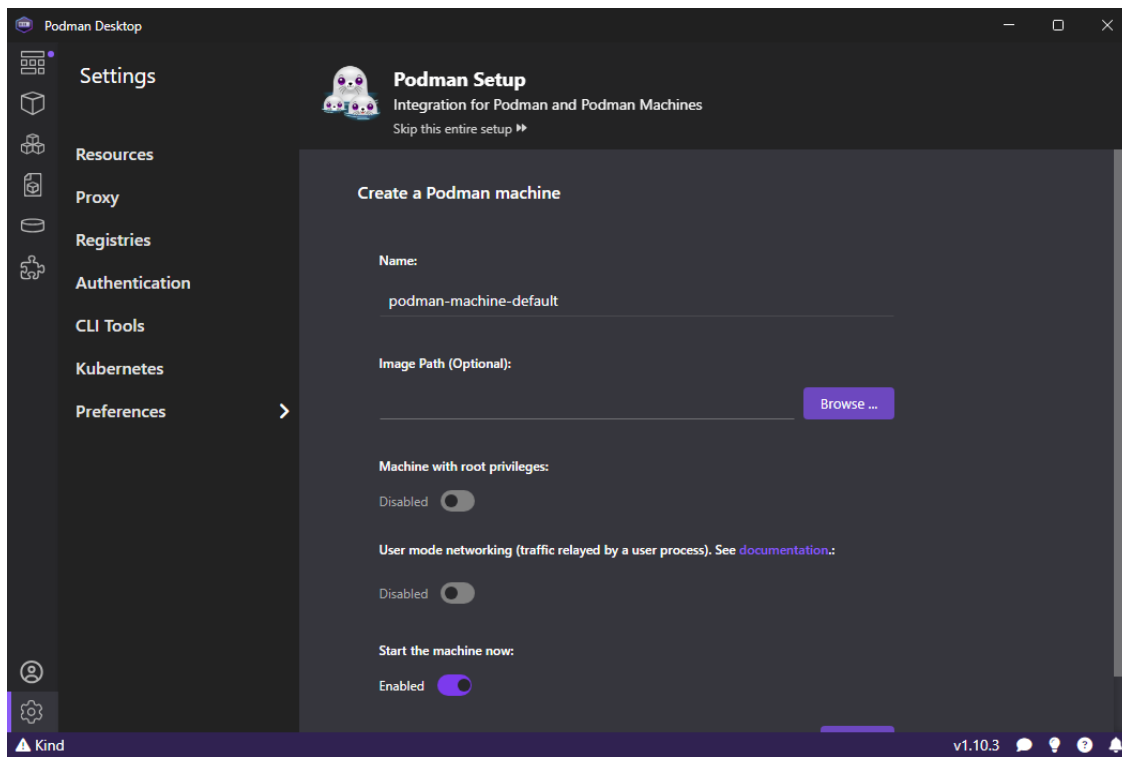 Podman Desktop
Settings
Resources
Proxy
Registries
Authentication
CLI Tools
Kubernetes
Preferences
Podman Setup
Integration for Podman and Podman Machines
Skip this entire setup
Create a Podman machine
Name:
podman-machine-default
Image Path (Optional):
Browse ...
Machine with root privileges:
Disabled
User mode networking (traffic relayed by a user process). See documentation.:
Disabled
Start the machine now:
Enabled
Kind
v1.10.3